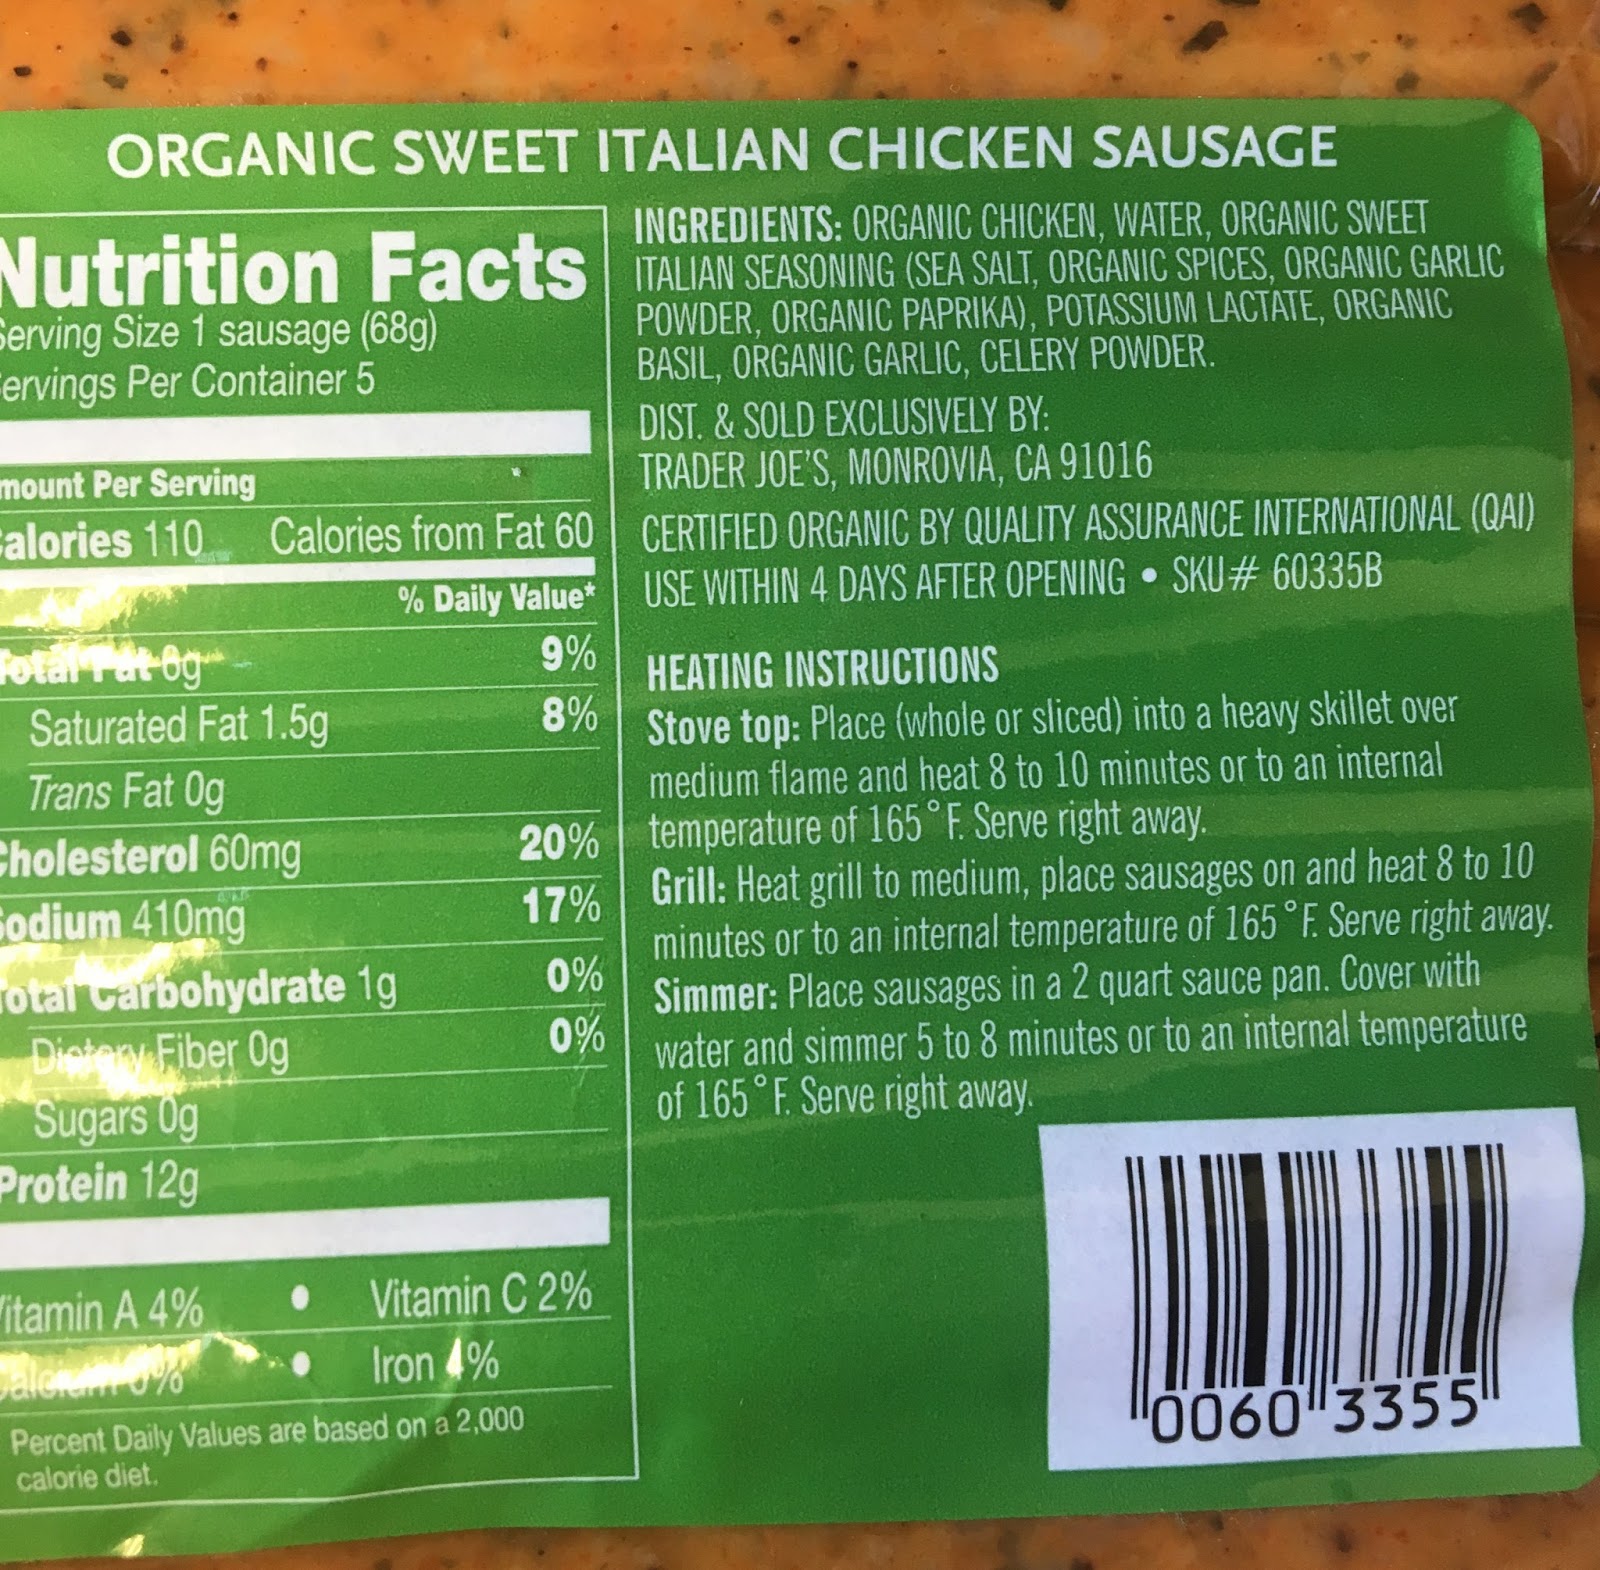 ORGANIC SWEET ITALIAN CHICKEN SAUSAGE
Nutrition Facts
Serving Size 1 sausage (68g)
Servings Per Container 5
Amount Per Serving
Calories 110 Calories from Fat 60
% Daily Value*
Total Fat 6g 9%
Saturated Fat 1.5g 8%
Trans Fat 0g
Cholesterol 60mg 20%
Sodium 410mg 17%
Total Carbohydrate 1g 0%
Dietary Fiber 0g 0%
Sugars 0g
Protein 12g
Vitamin A 4% • Vitamin C 2%
Calcium 0% • Iron 4%
Percent Daily Values are based on a 2,000
calorie diet.
INGREDIENTS: ORGANIC CHICKEN, WATER, ORGANIC SWEET
ITALIAN SEASONING (SEA SALT, ORGANIC SPICES, ORGANIC GARLIC
POWDER, ORGANIC PAPRIKA), POTASSIUM LACTATE, ORGANIC
BASIL, ORGANIC GARLIC, CELERY POWDER.
DIST. & SOLD EXCLUSIVELY BY:
TRADER JOE'S, MONROVIA, CA 91016
CERTIFIED ORGANIC BY QUALITY ASSURANCE INTERNATIONAL (QAI)
USE WITHIN 4 DAYS AFTER OPENING • SKU# 60335B
HEATING INSTRUCTIONS
Stove top: Place (whole or sliced) into a heavy skillet over
medium flame and heat 8 to 10 minutes or to an internal
temperature of 165°F. Serve right away.
Grill: Heat grill to medium, place sausages on and heat 8 to 10
minutes or to an internal temperature of 165°F. Serve right away.
Simmer: Place sausages in a 2 quart sauce pan. Cover with
water and simmer 5 to 8 minutes or to an internal temperature
of 165°F. Serve right away.
0060 3355